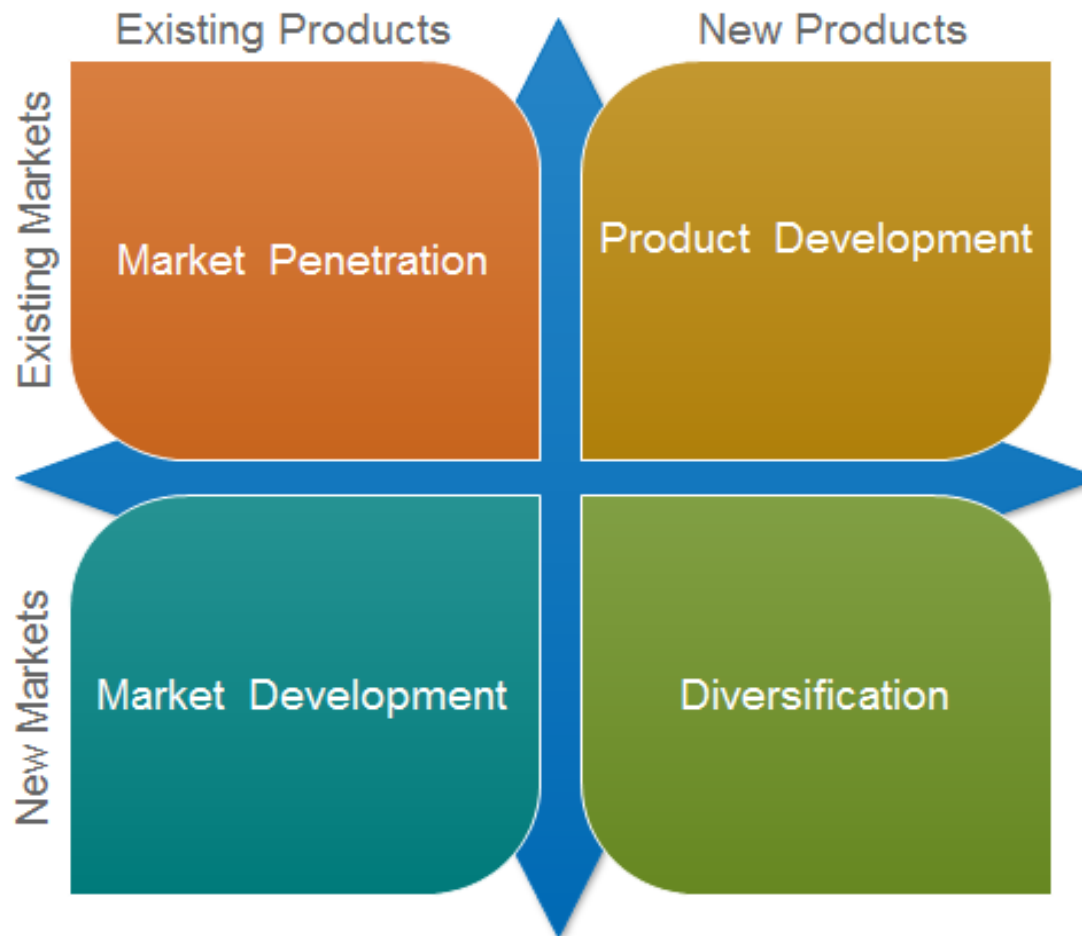 Existing Products
New Products
Existing Markets
Market Penetration
Product Development
New Markets
Market Development
Diversification